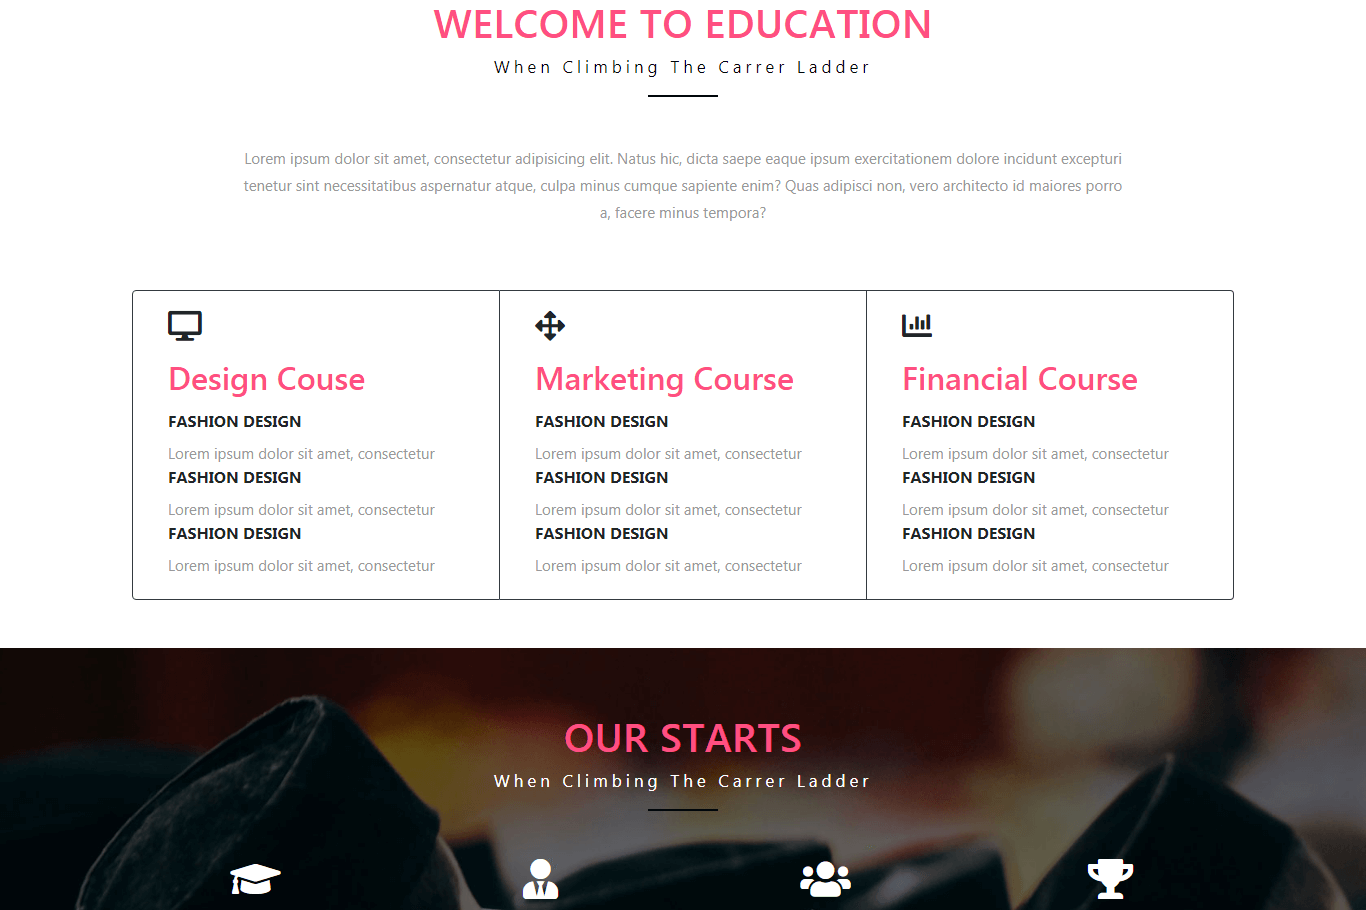 WELCOME TO EDUCATION
When Climbing The Carrer Ladder
Lorem ipsum dolor sit amet, consectetur adipisicing elit. Natus hic, dicta saepe eaque ipsum exercitationem dolore incidunt excepturi
tenetur sint necessitatibus aspernatur atque, culpa minus cumque sapiente enim? Quas adipisci non, vero architecto id maiores porro
a, facere minus tempora?
Design Couse
FASHION DESIGN
Lorem ipsum dolor sit amet, consectetur
FASHION DESIGN
Lorem ipsum dolor sit amet, consectetur
FASHION DESIGN
Lorem ipsum dolor sit amet, consectetur
Marketing Course
FASHION DESIGN
Lorem ipsum dolor sit amet, consectetur
FASHION DESIGN
Lorem ipsum dolor sit amet, consectetur
FASHION DESIGN
Lorem ipsum dolor sit amet, consectetur
Financial Course
FASHION DESIGN
Lorem ipsum dolor sit amet, consectetur
FASHION DESIGN
Lorem ipsum dolor sit amet, consectetur
FASHION DESIGN
Lorem ipsum dolor sit amet, consectetur
OUR STARTS
When Climbing The Carrer Ladder